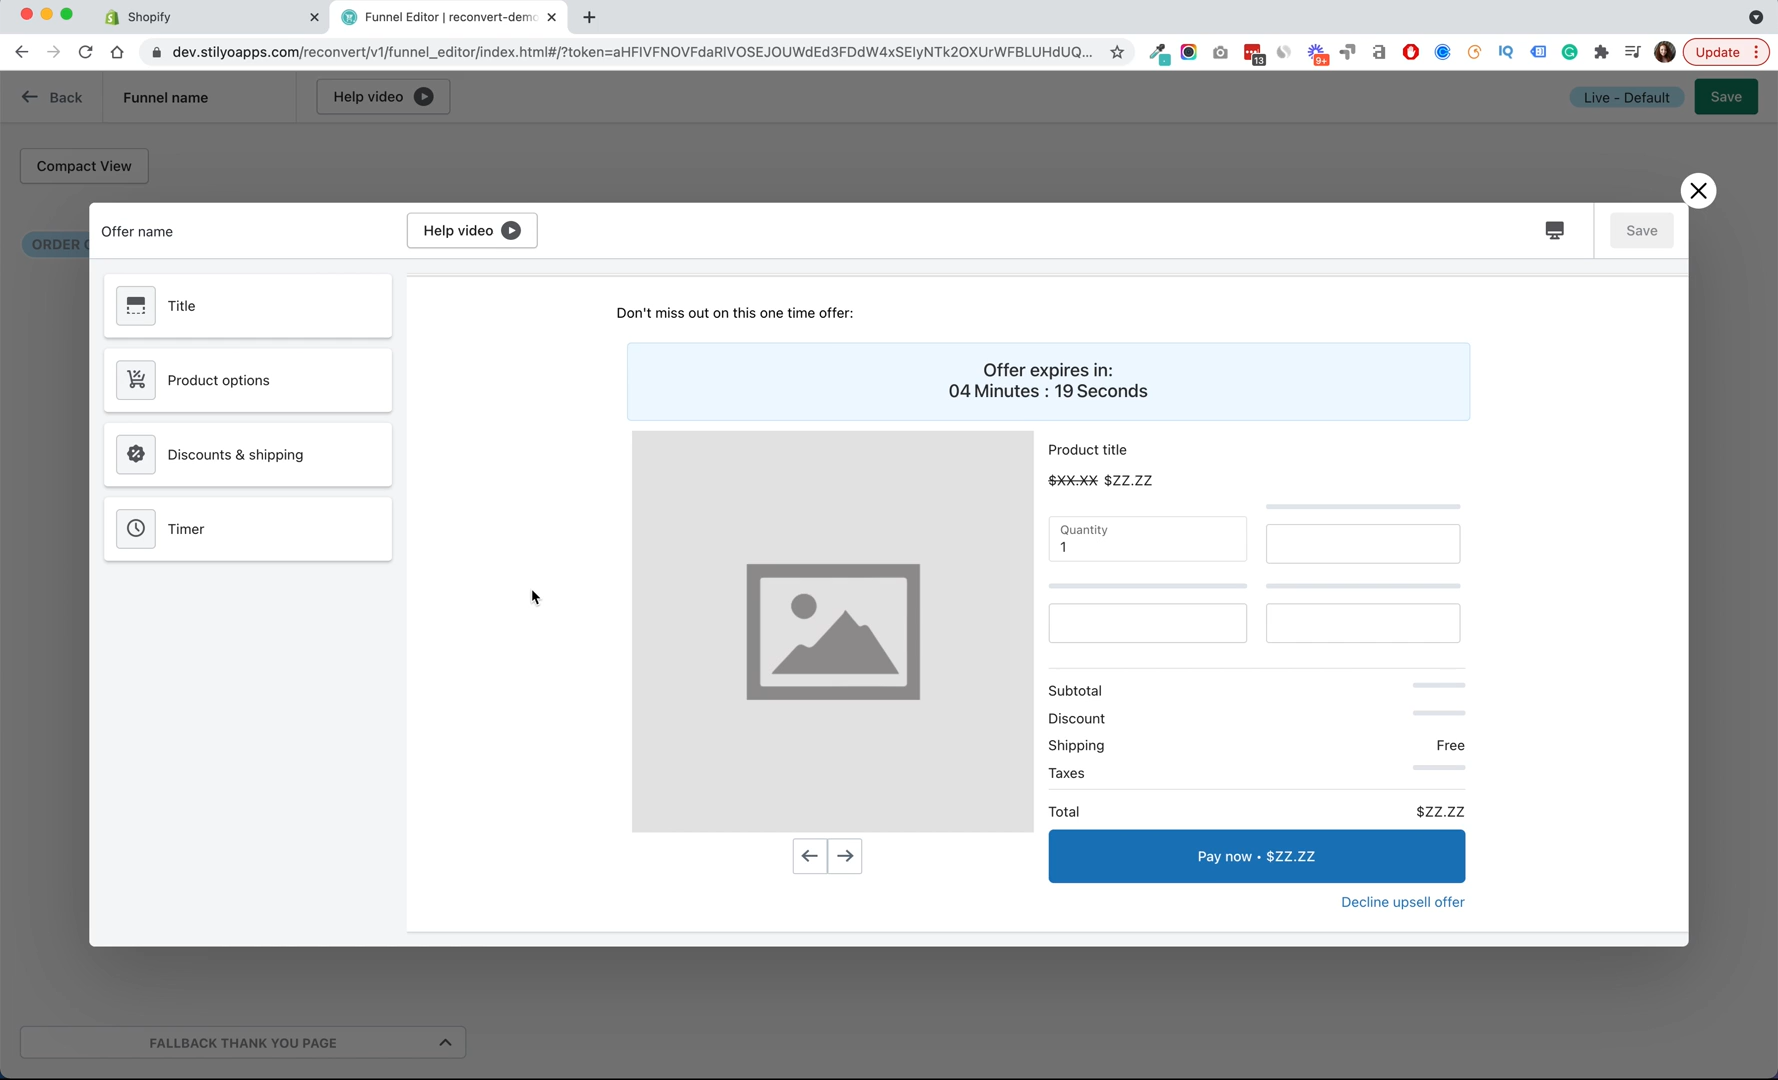 Shopify
Funnel Editor | reconvert-demo
dev.stilyoapps.com/reconvert/v1/funnel_editor/index.html#/?token=aHFIVFNOVFdaRlVOSEJOUWdEd3FDdW4xSEIyNTk2OXUrWFBLUHdUQ...
13
9+
IQ
Update
Back
Funnel name
Help video
Live - Default
Save
Compact View
ORDER
Offer name
Help video
Save
Title
Product options
Discounts & shipping
Timer
Don't miss out on this one time offer:
Offer expires in:
04 Minutes : 19 Seconds
Product title
$XX.XX $ZZ.ZZ
Quantity
1
Subtotal
Discount
Shipping Free
Taxes
Total $ZZ.ZZ
Pay now • $ZZ.ZZ
Decline upsell offer
FALLBACK THANK YOU PAGE